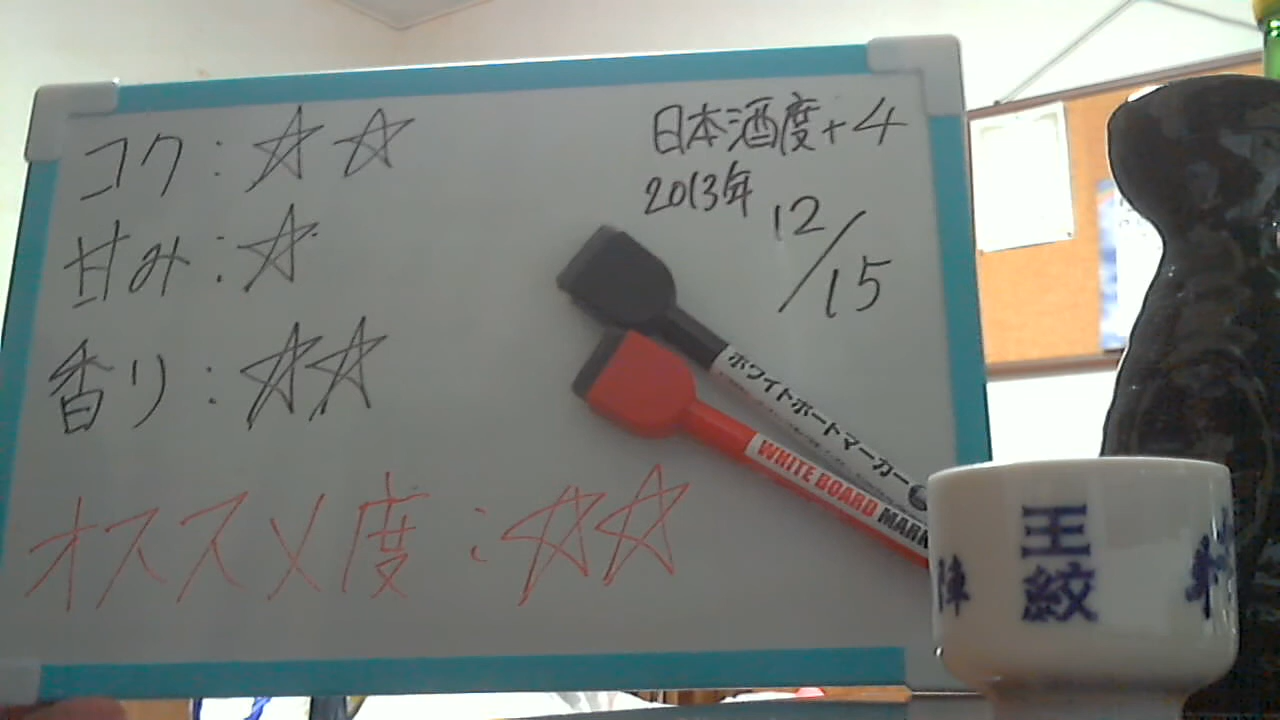 コク:☆☆
甘み:☆
香り:☆☆
オススメ度:☆☆
日本酒度+4
2013年 12/15
ホワイトボードマーカー
WHITE BOARD MARK
王紋
陣